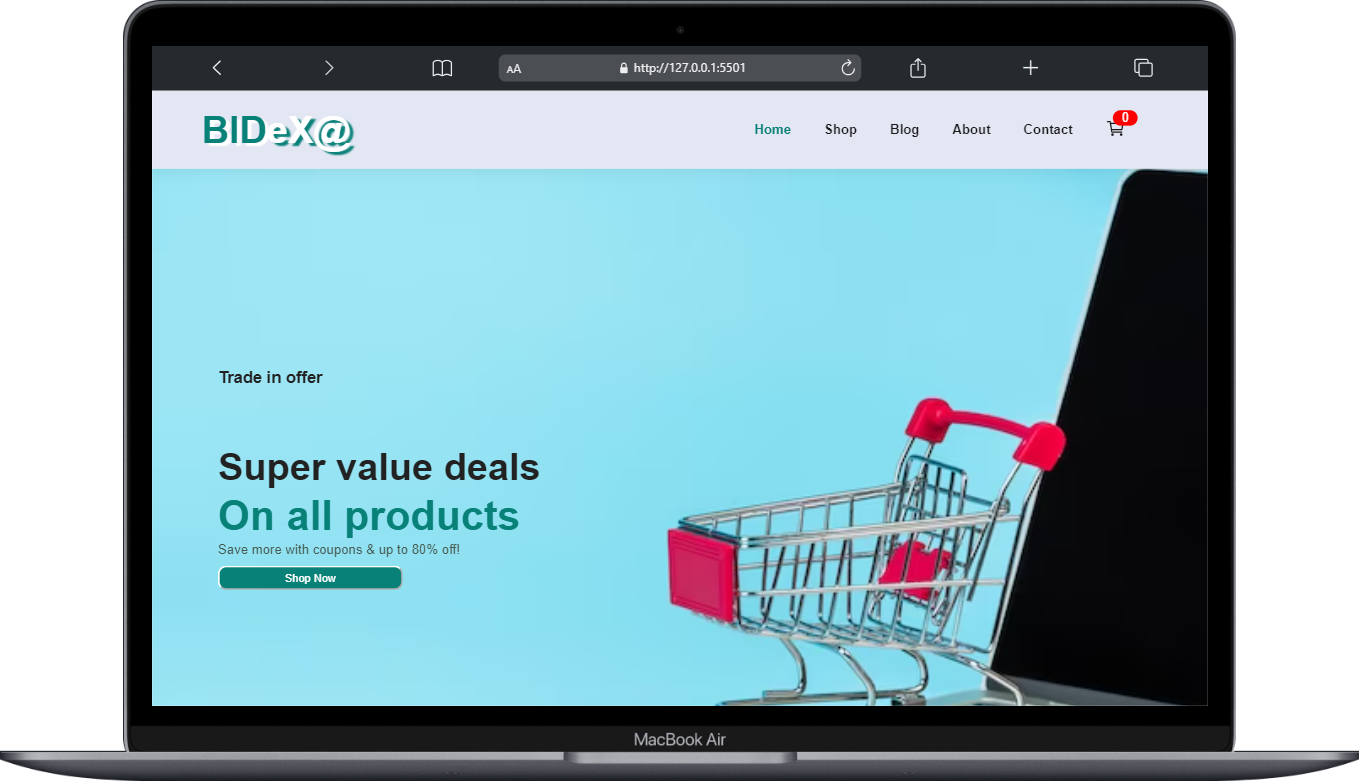 AA http://127.0.0.1:5501
BIDeX@ Home Shop Blog About Contact 0
Trade in offer
Super value deals
On all products
Save more with coupons & up to 80% off!
Shop Now
MacBook Air